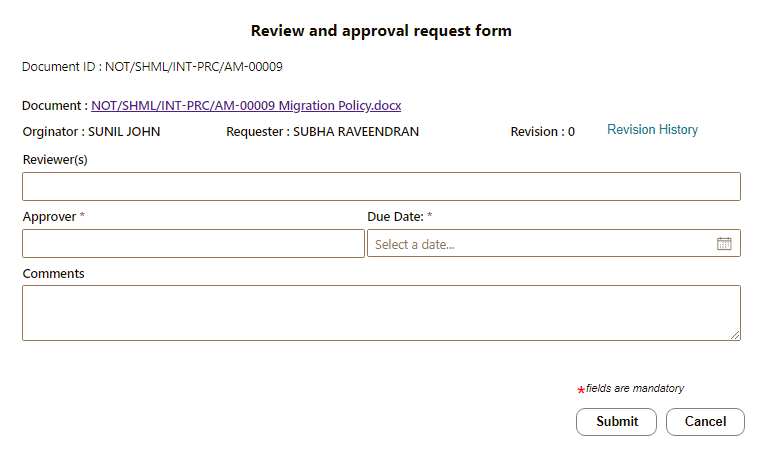 Review and approval request form
Document ID : NOT/SHML/INT-PRC/AM-00009
Document : NOT/SHML/INT-PRC/AM-00009 Migration Policy.docx
Orginator : SUNIL JOHN Requester : SUBHA RAVEENDRAN Revision : 0 Revision History
Reviewer(s)
Approver * Due Date: *
Select a date...
Comments
*fields are mandatory
Submit Cancel